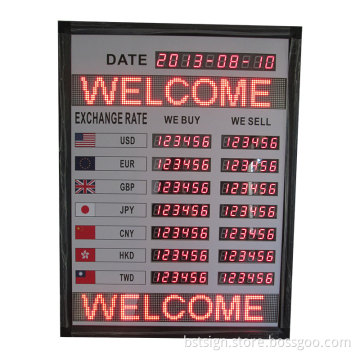 DATE 2013-08-10
WELCOME
EXCHANGE RATE WE BUY WE SELL
USD 123456 123456
EUR 123456 123456
GBP 123456 123456
JPY 123456 123456
CNY 123456 123456
HKD 123456 123456
TWD 123456 123456
WELCOME
bstsign.store.bossgoo.com